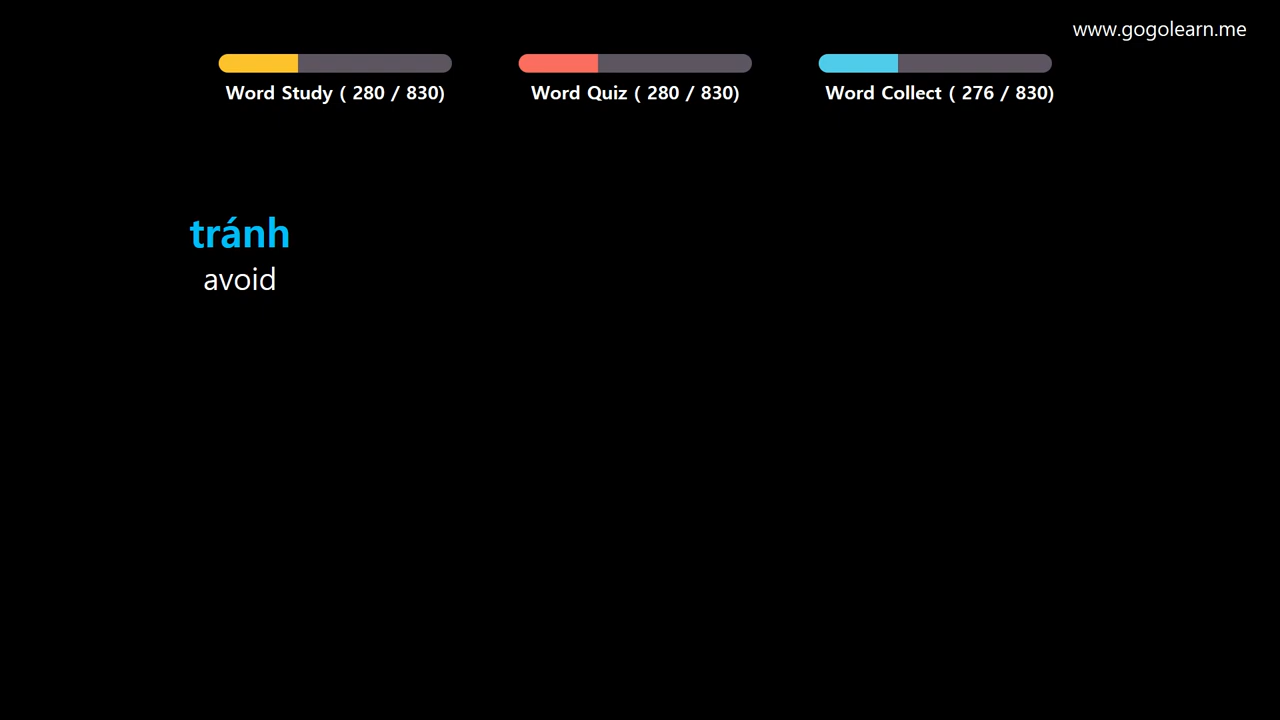 www.gogolearn.me
Word Study ( 280 / 830)
Word Quiz ( 280 / 830)
Word Collect ( 276 / 830)
tránh
avoid